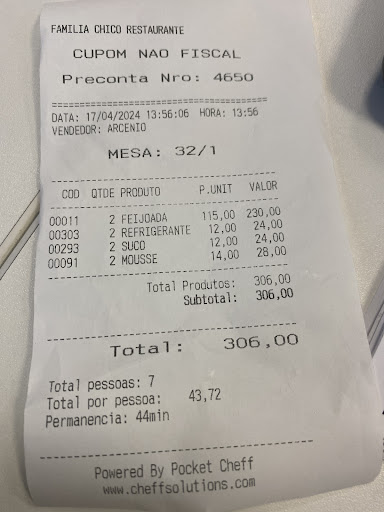 FAMILIA CHICO RESTAURANTE
CUPOM NAO FISCAL
Preconta Nro: 4650
========================================
DATA: 17/04/2024 13:56:06 HORA: 13:56
VENDEDOR: ARCENIO
MESA: 32/1
----------------------------------------
COD QTDE PRODUTO P.UNIT VALOR
----------------------------------------
00011 2 FEIJOADA 115,00 230,00
00303 2 REFRIGERANTE 12,00 24,00
00293 2 SUCO 12,00 24,00
00091 2 MOUSSE 14,00 28,00
----------------------------------------
Total Produtos: 306,00
Subtotal: 306,00
----------------------------------------
Total: 306,00
----------------------------------------
Total pessoas: 7
Total por pessoa: 43,72
Permanencia: 44min
----------------------------------------
Powered By Pocket Cheff
www.cheffsolutions.com